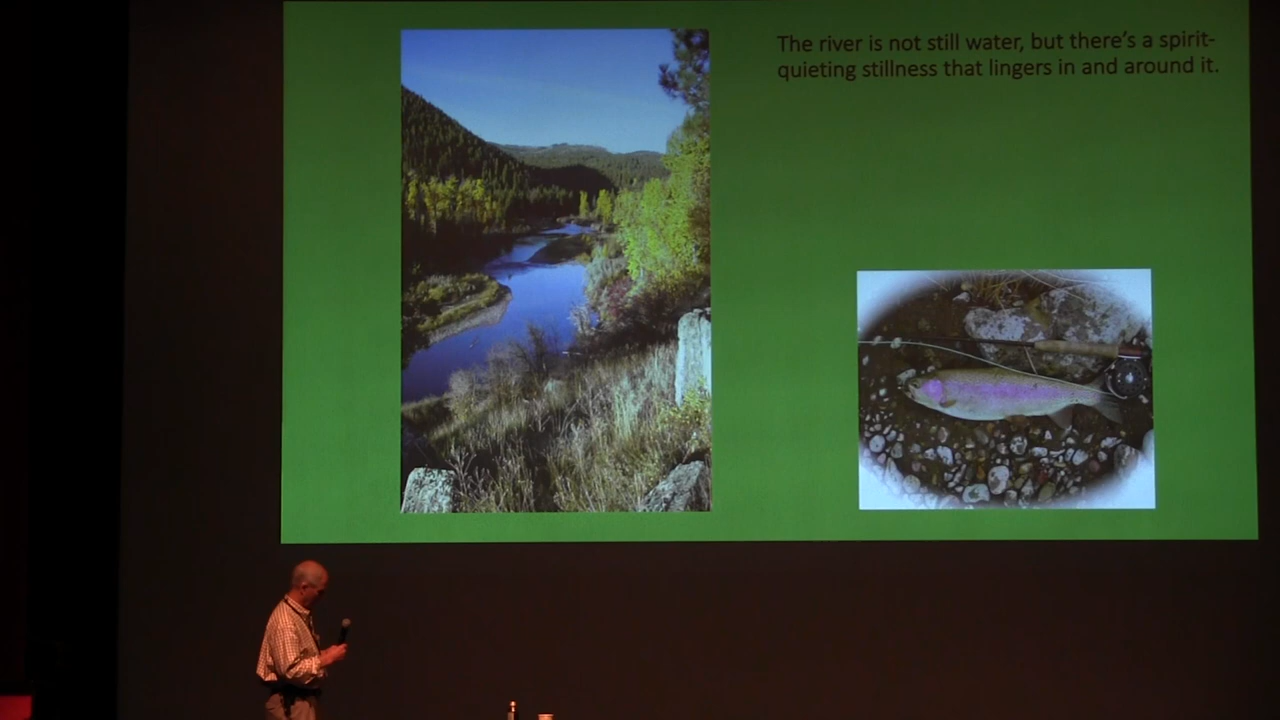 The river is not still water, but there's a spirit-
quieting stillness that lingers in and around it.